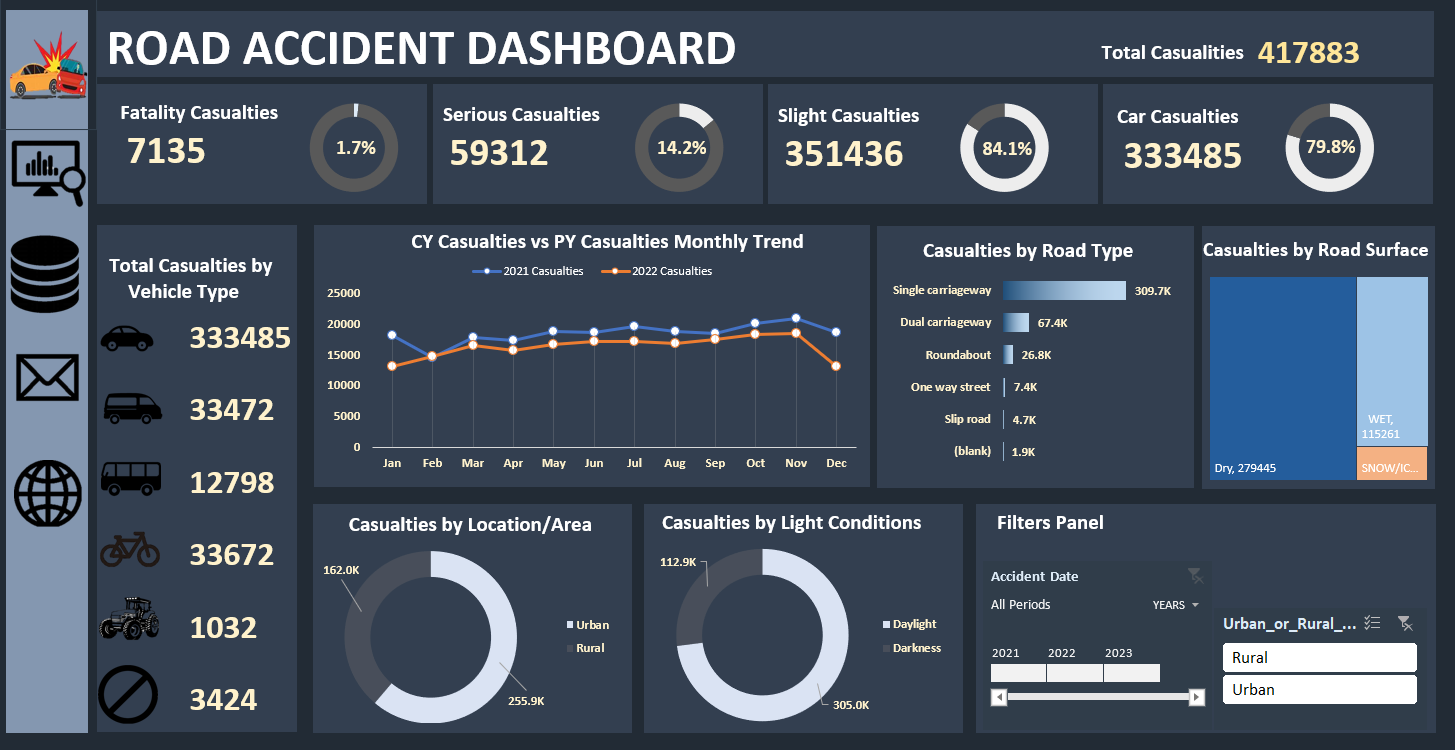 ROAD ACCIDENT DASHBOARD
Total Casualities 417883
Fatality Casualties
7135
1.7%
Serious Casualties
59312
14.2%
Slight Casualties
351436
84.1%
Car Casualties
333485
79.8%
Total Casualties by
Vehicle Type
333485
33472
12798
33672
1032
3424
CY Casualties vs PY Casualties Monthly Trend
2021 Casualties 2022 Casualties
25000
20000
15000
10000
5000
0
Jan Feb Mar Apr May Jun Jul Aug Sep Oct Nov Dec
Casualties by Road Type
Single carriageway 309.7K
Dual carriageway 67.4K
Roundabout 26.8K
One way street 7.4K
Slip road 4.7K
(blank) 1.9K
Casualties by Road Surface
WET,
115261
Dry, 279445
SNOW/IC...
Casualties by Location/Area
162.0K
Urban
Rural
255.9K
Casualties by Light Conditions
112.9K
Daylight
Darkness
305.0K
Filters Panel
Accident Date
All Periods YEARS
2021 2022 2023
Urban_or_Rural_...
Rural
Urban